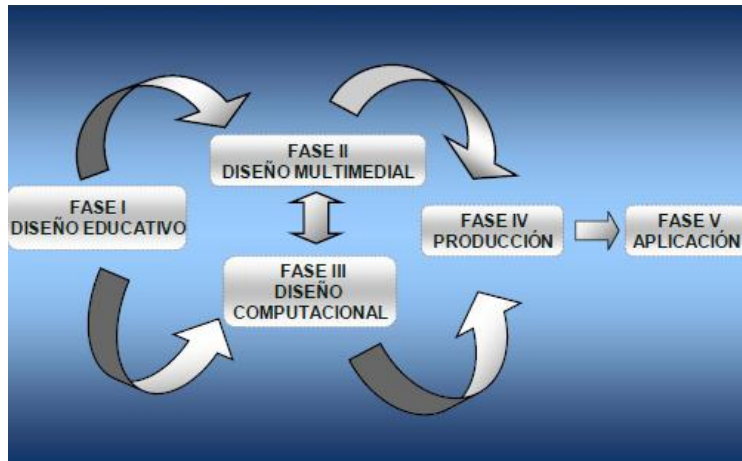 FASE I
DISEÑO EDUCATIVO
FASE II
DISEÑO MULTIMEDIAL
FASE III
DISEÑO
COMPUTACIONAL
FASE IV
PRODUCCIÓN
FASE V
APLICACIÓN